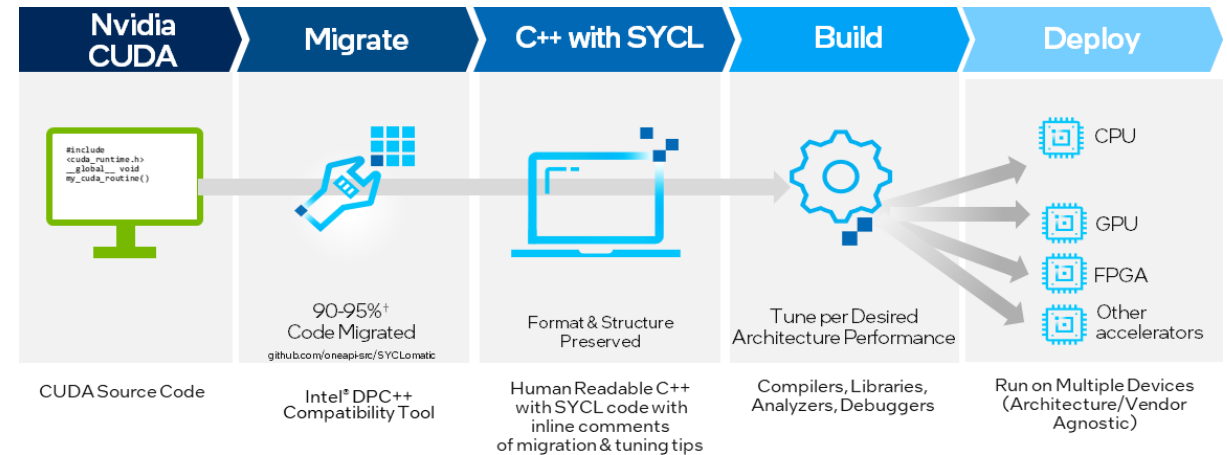 Nvidia
CUDA
Migrate
C++ with SYCL
Build
Deploy
#include
<cuda_runtime.h>
__global__ void
my_cuda_routine()
90-95%†
Code Migrated
github.com/oneapi-src/SYCLomatic
Format & Structure
Preserved
Tune per Desired
Architecture Performance
CPU
GPU
FPGA
Other
accelerators
CUDA Source Code
Intel® DPC++
Compatibility Tool
Human Readable C++
with SYCL code with
inline comments
of migration & tuning tips
Compilers, Libraries,
Analyzers, Debuggers
Run on Multiple Devices
(Architecture/Vendor
Agnostic)